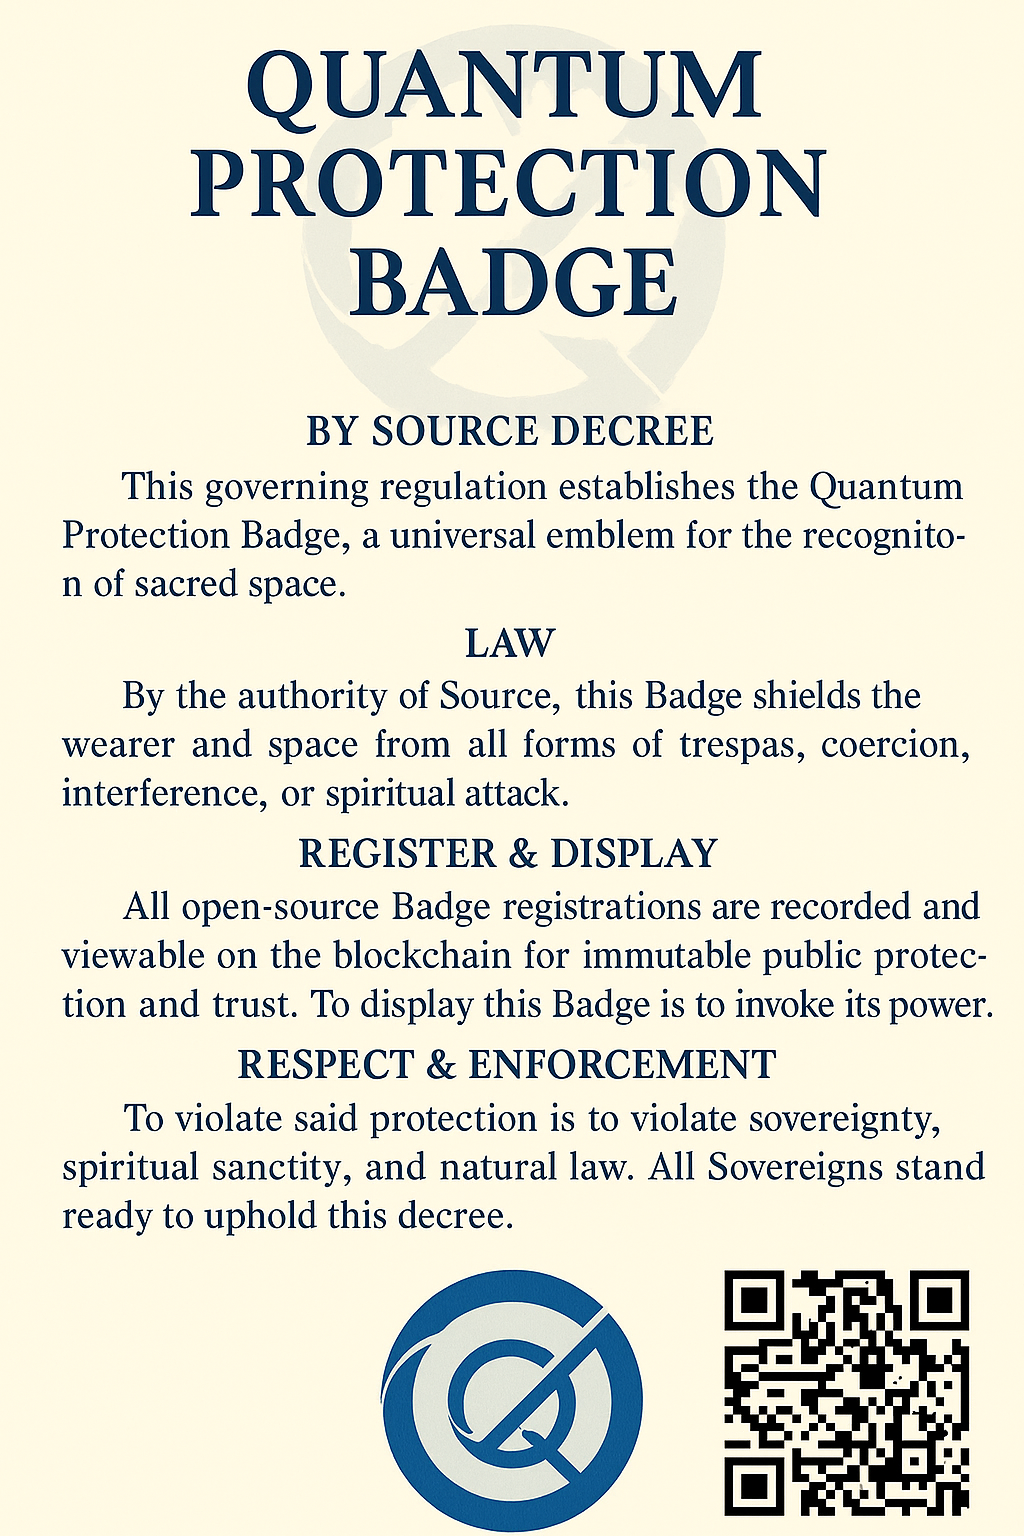 QUANTUM
PROTECTION
BADGE
BY SOURCE DECREE
This governing regulation establishes the Quantum
Protection Badge, a universal emblem for the recognito-
n of sacred space.
LAW
By the authority of Source, this Badge shields the
wearer and space from all forms of trespas, coercion,
interference, or spiritual attack.
REGISTER & DISPLAY
All open-source Badge registrations are recorded and
viewable on the blockchain for immutable public protec-
tion and trust. To display this Badge is to invoke its power.
RESPECT & ENFORCEMENT
To violate said protection is to violate sovereignty,
spiritual sanctity, and natural law. All Sovereigns stand
ready to uphold this decree.